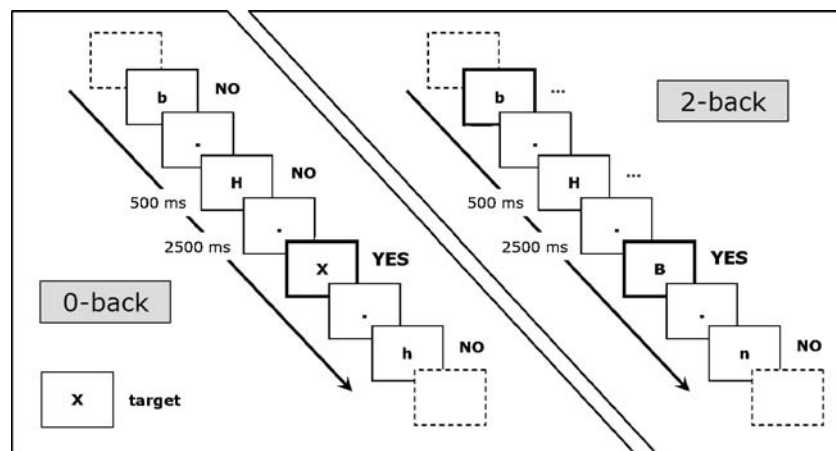 b NO
.
H NO
500 ms
.
2500 ms
X YES
.
0-back
h NO
X target
b ...
2-back
.
H ...
500 ms
.
2500 ms
B YES
.
n NO